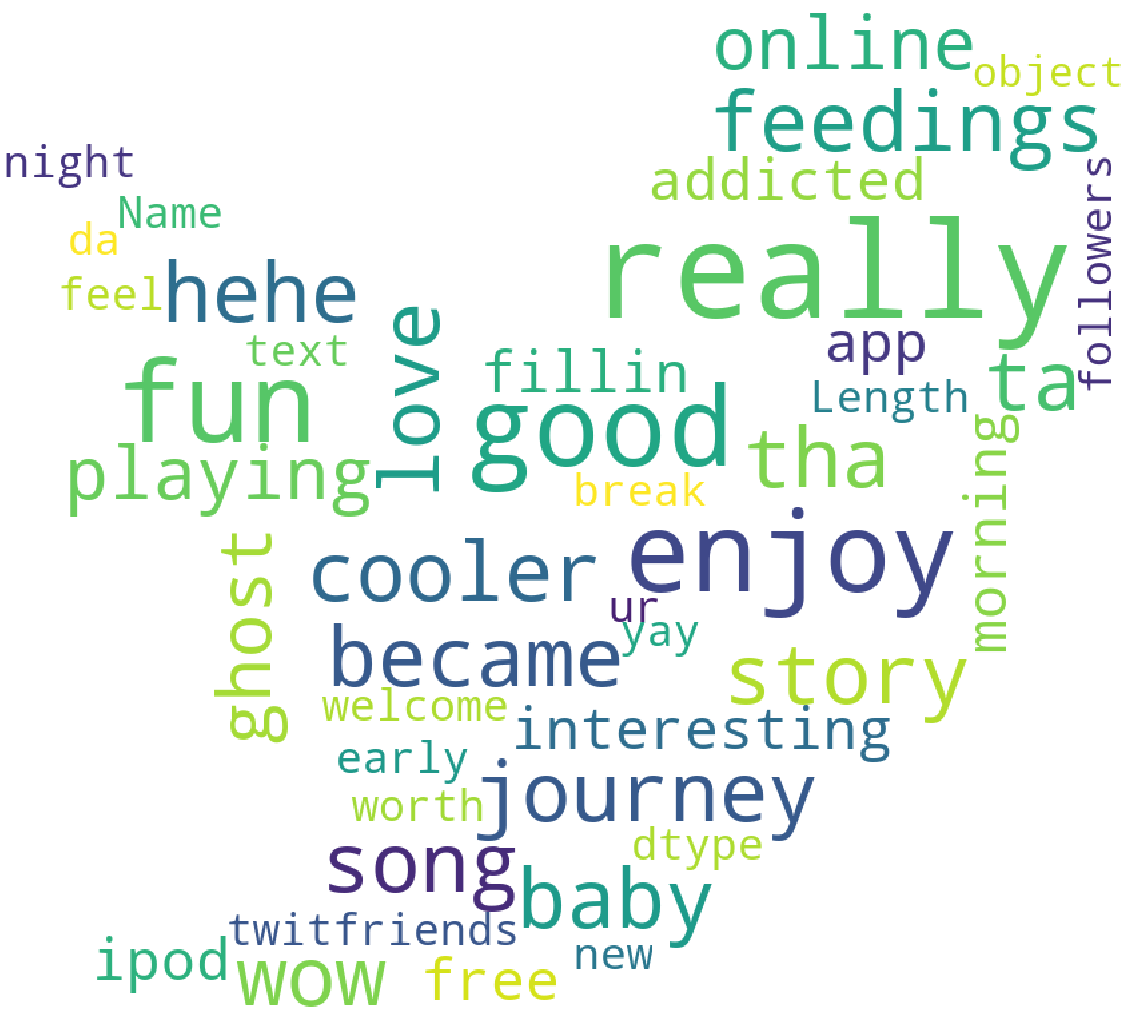 online
object
feedings
night
addicted
followers
Name
da
really
feel
hehe
love
app
text
fillin
Length
ta
fun
good
tha
playing
break
morning
ghost
cooler
enjoy
ur
yay
became
story
welcome
interesting
early
journey
worth
dtype
song
baby
twitfriends
ipod
new
wow
free